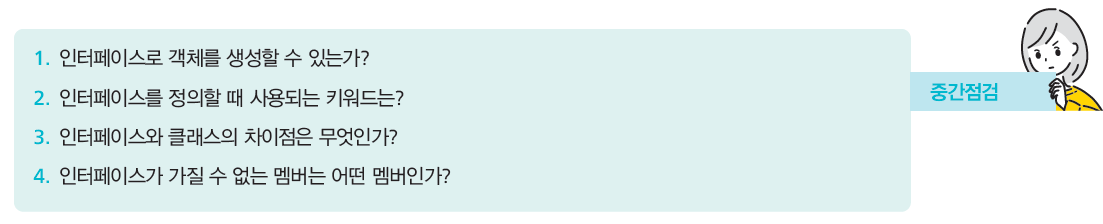 1. 인터페이스로 객체를 생성할 수 있는가?
2. 인터페이스를 정의할 때 사용되는 키워드는?
3. 인터페이스와 클래스의 차이점은 무엇인가?
4. 인터페이스가 가질 수 없는 멤버는 어떤 멤버인가?
중간점검